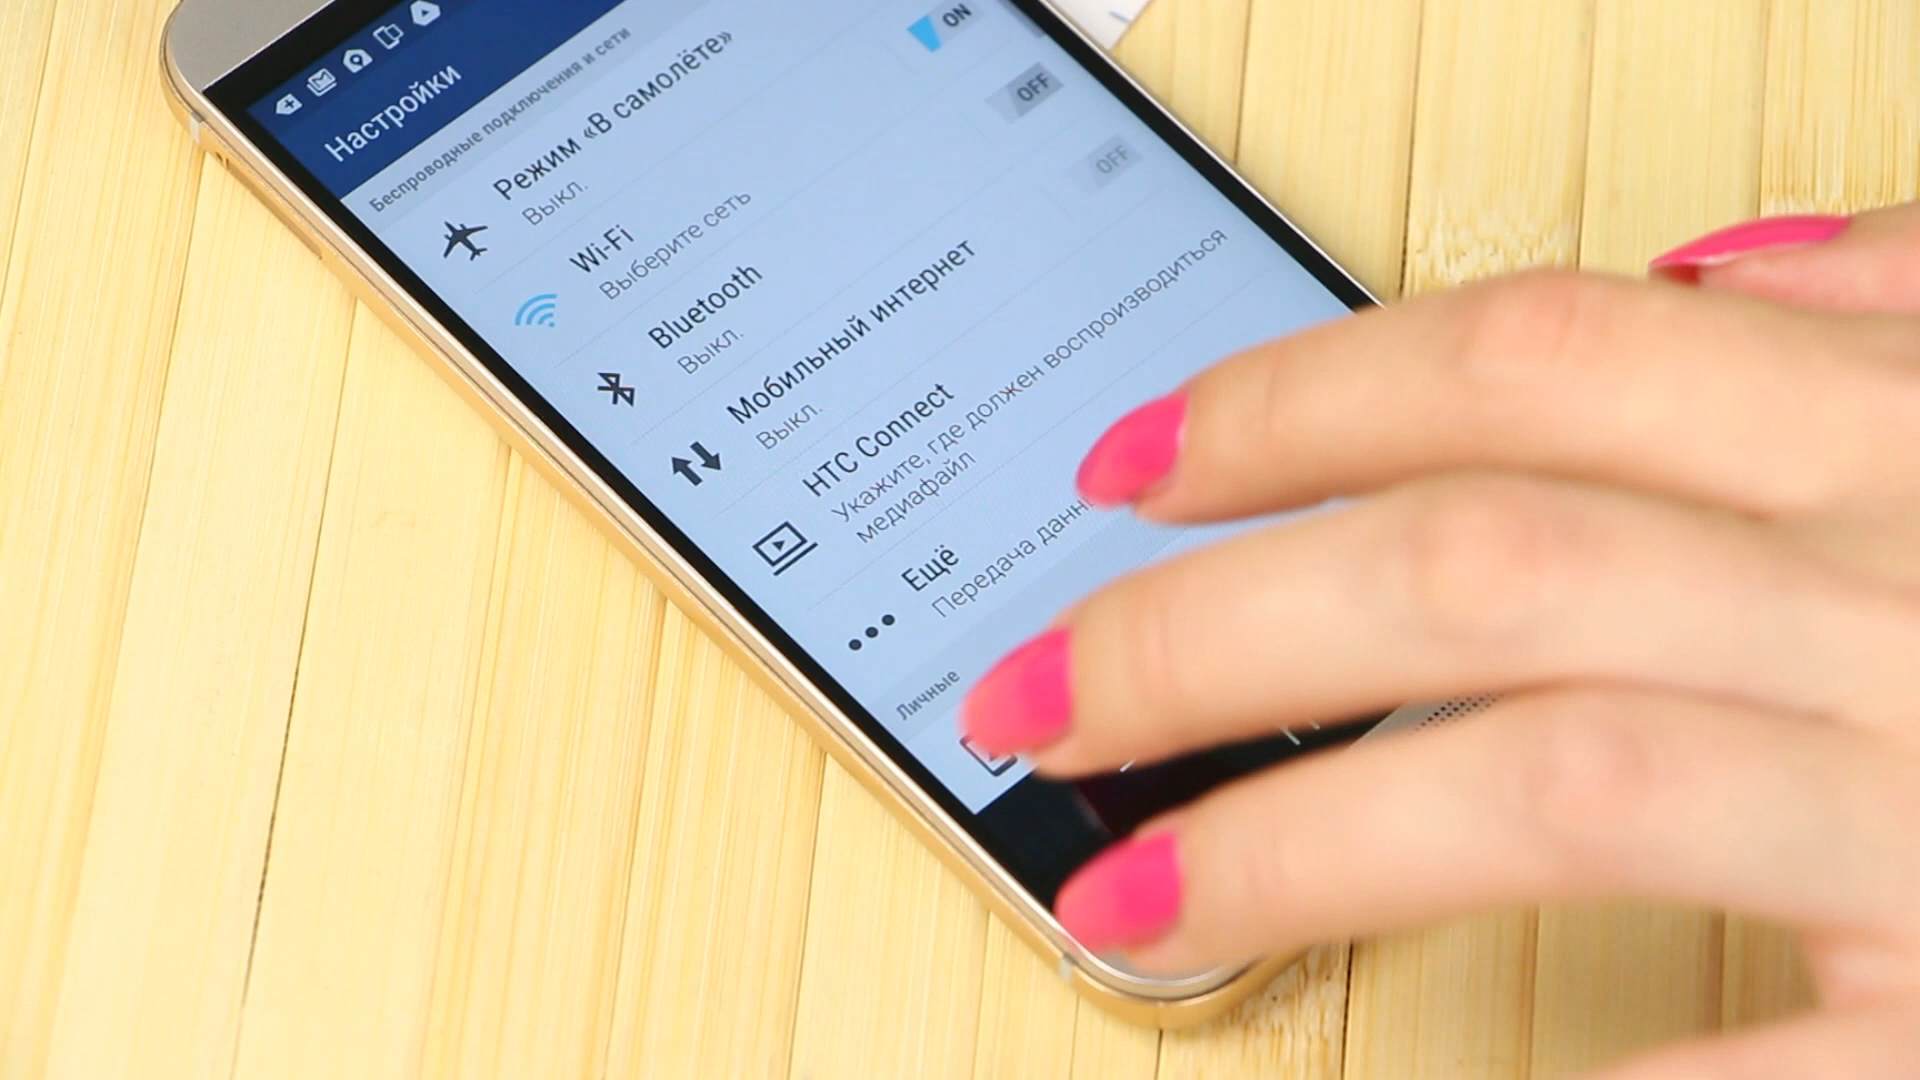 Настройки
Беспроводные подключения и сети
Режим «В самолёте»
Выкл.
Wi-Fi
ON
Выберите сеть
Bluetooth
OFF
Выкл.
Мобильный интернет
OFF
Выкл.
HTC Connect
Укажите, где должен воспроизводиться
медиафайл
Ещё
Передача
Личные